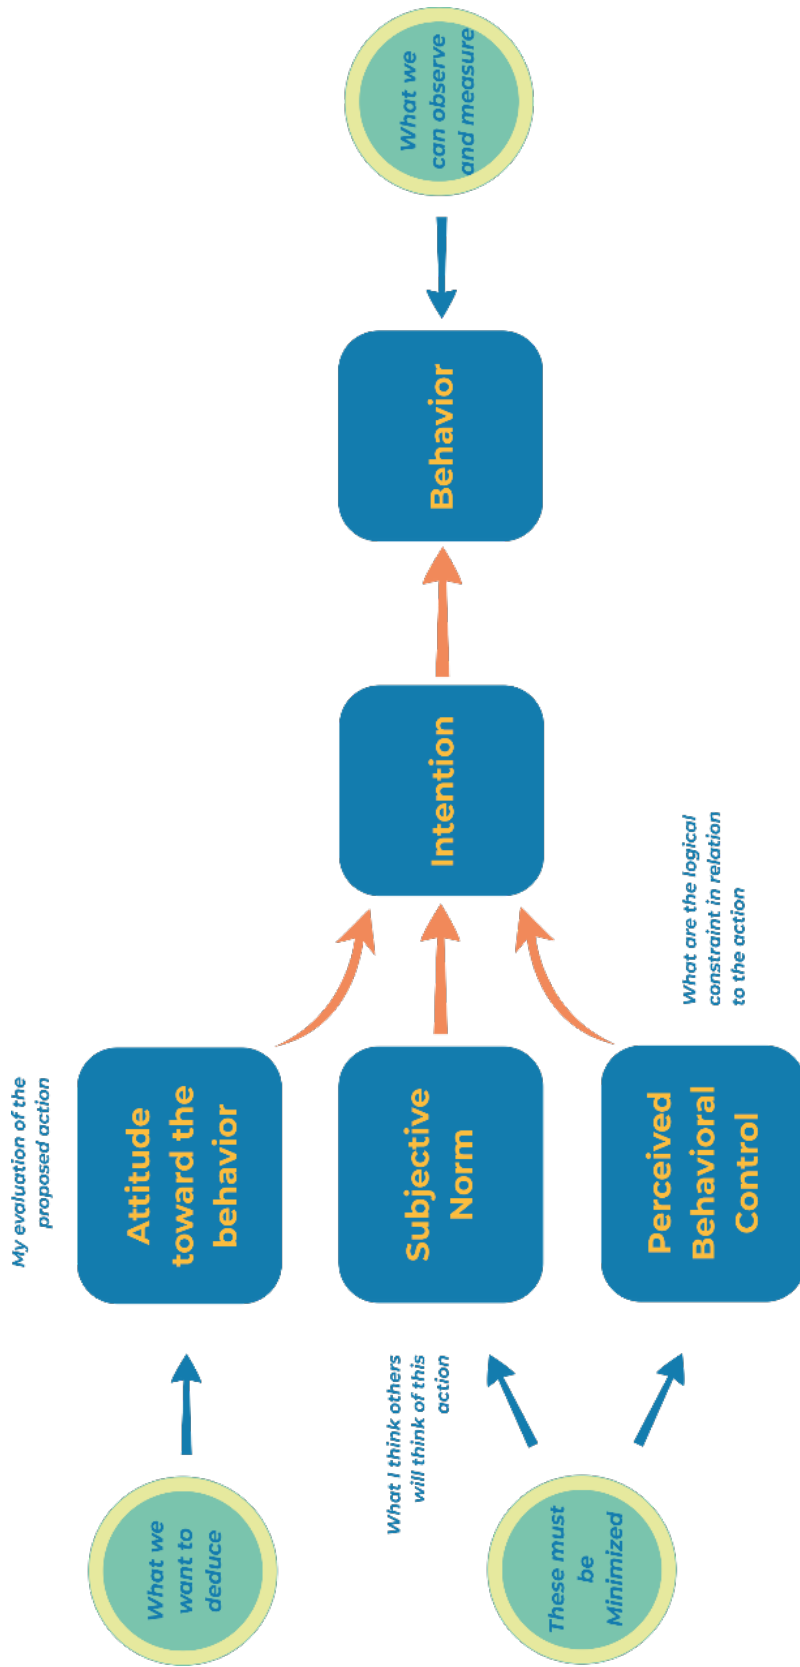 What we
want to
deduce
My evaluation of the
proposed action
Attitude
toward the
behavior
What I think others
will think of this
action
Subjective
Norm
These must
be
Minimized
Perceived
Behavioral
Control
What are the logical
constraint in relation
to the action
Intention
Behavior
What we
can observe
and measure